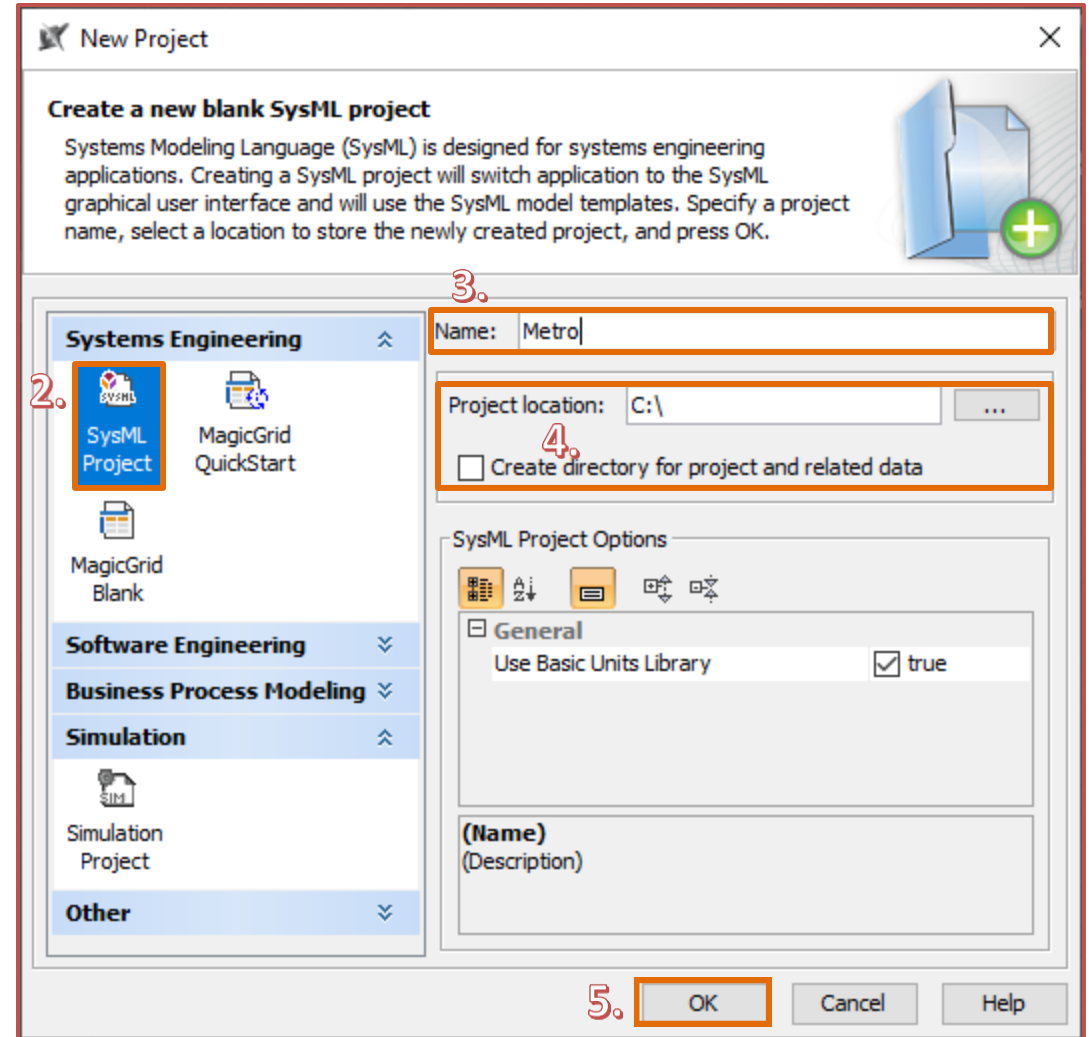 New Project
Create a new blank SysML project
Systems Modeling Language (SysML) is designed for systems engineering
applications. Creating a SysML project will switch application to the SysML
graphical user interface and will use the SysML model templates. Specify a project
name, select a location to store the newly created project, and press OK.
3.
Systems Engineering
Name: Metro
2.
SYSML
SysML
Project
MagicGrid
QuickStart
MagicGrid
Blank
Software Engineering
Business Process Modeling
Simulation
SIM
Simulation
Project
Other
Project location: C:\ ...
4.
Create directory for project and related data
SysML Project Options
A
Z
General
Use Basic Units Library true
(Name)
(Description)
5.
OK Cancel Help